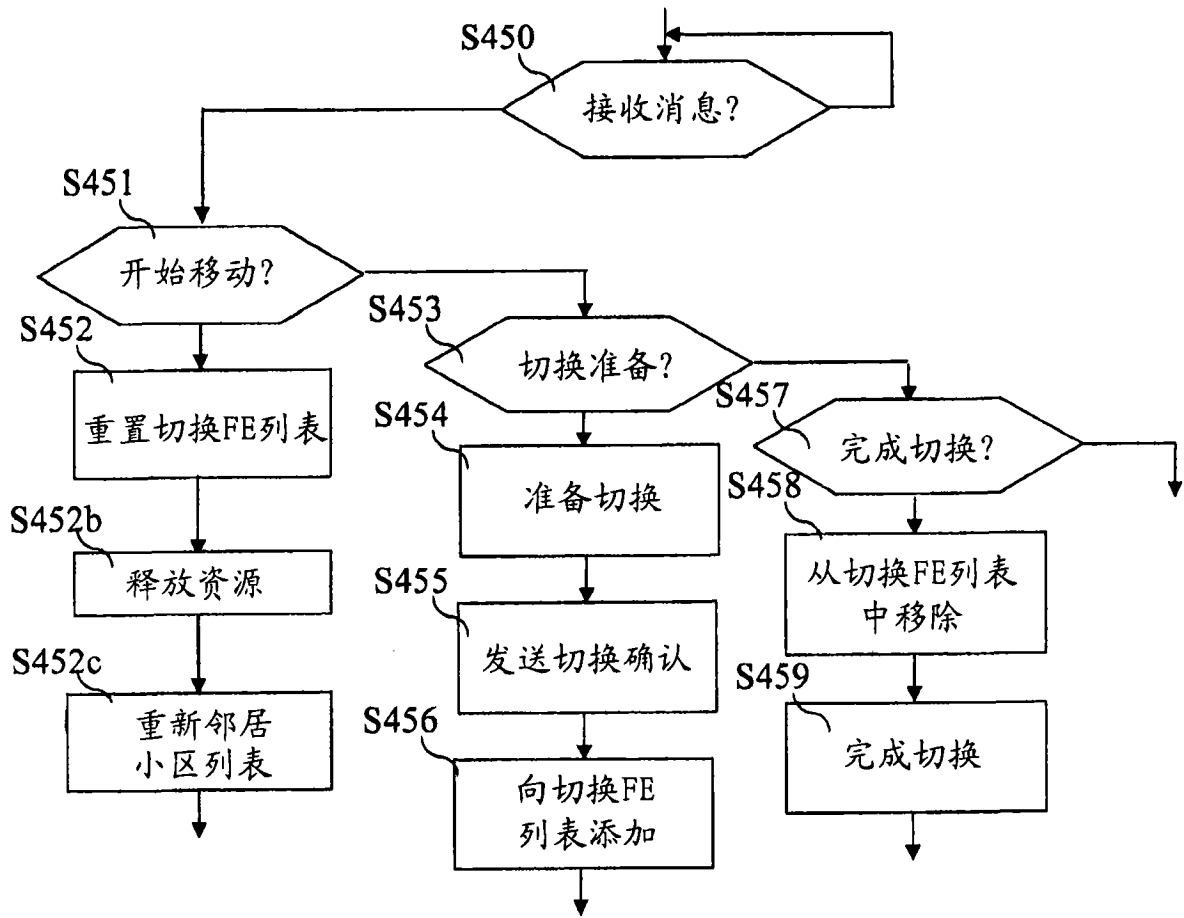 S450
接收消息?
S451
开始移动?
S452
重置切换FE列表
S452b
释放资源
S452c
重新邻居
小区列表
S453
切换准备?
S454
准备切换
S455
发送切换确认
S456
向切换FE
列表添加
S457
完成切换?
S458
从切换FE列表
中移除
S459
完成切换